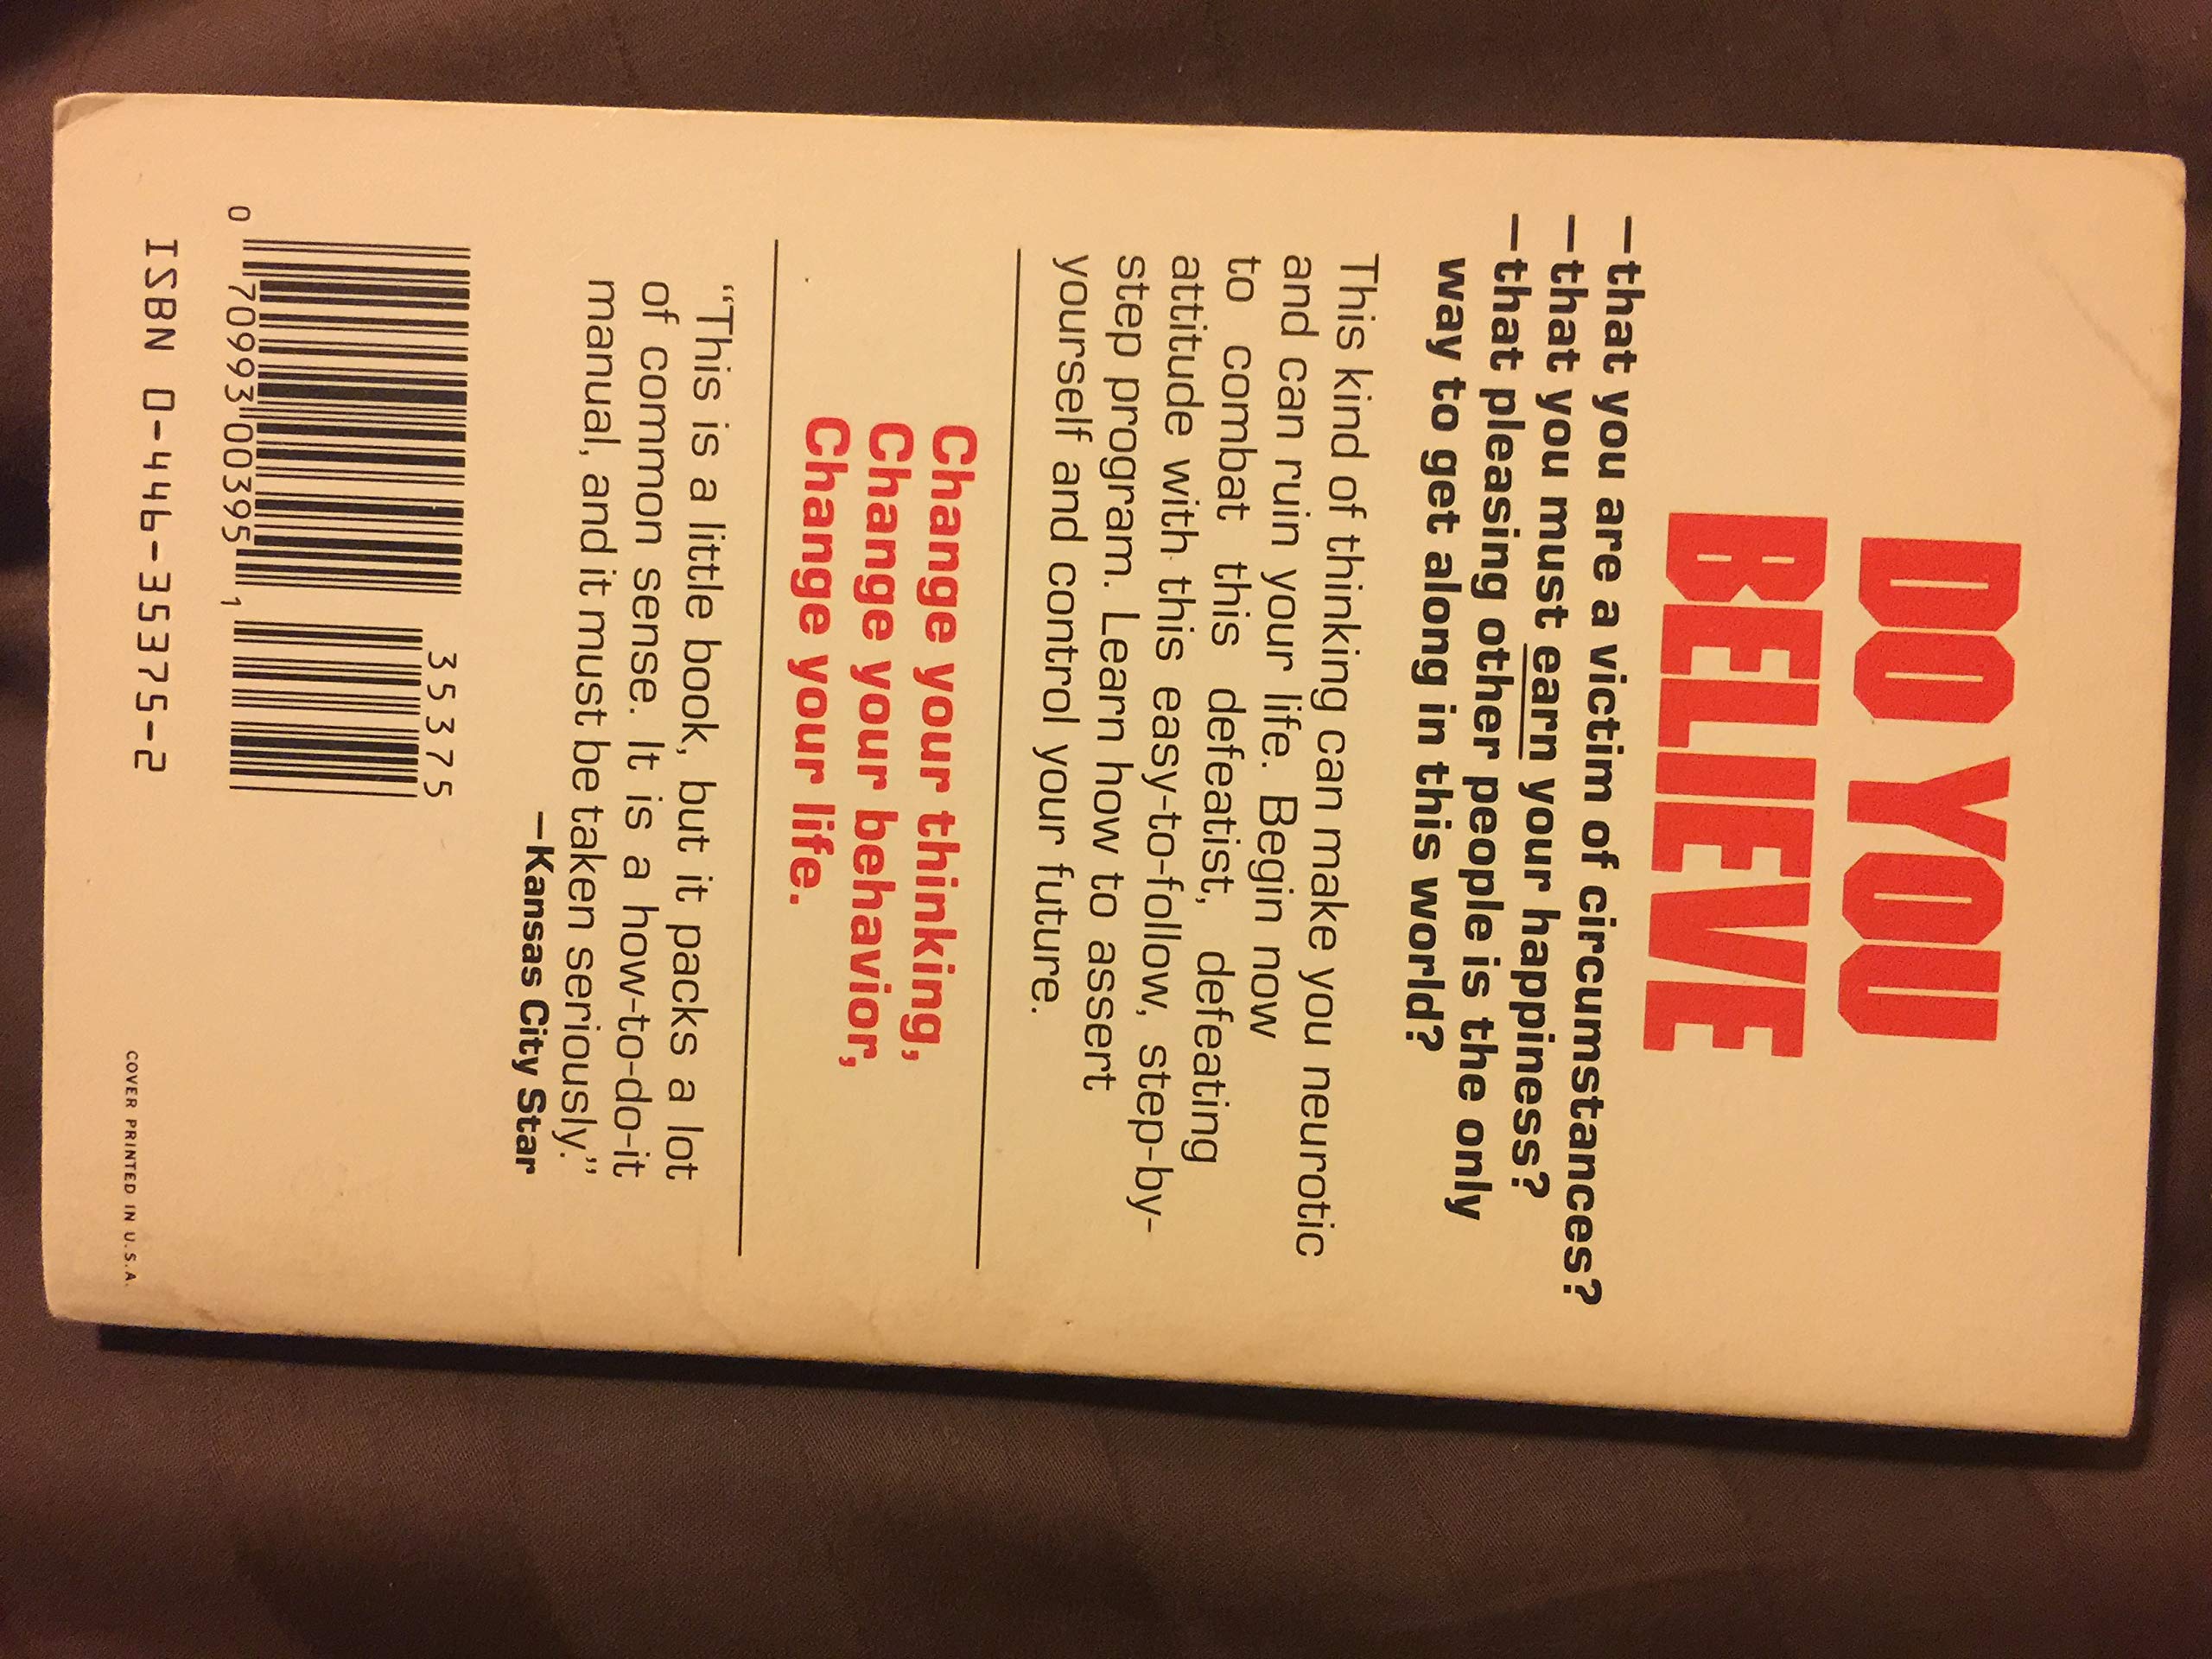 DO YOU
BELIEVE
—that you are a victim of circumstances?
—that you must earn your happiness?
—that pleasing other people is the only
way to get along in this world?
This kind of thinking can make you neurotic
and can ruin your life. Begin now
to combat this defeatist, defeating
attitude with this easy-to-follow, step-by-
step program. Learn how to assert
yourself and control your future.
Change your thinking,
Change your behavior,
Change your life.
“This is a little book, but it packs a lot
of common sense. It is a how-to-do-it
manual, and it must be taken seriously.”
—Kansas City Star
35375
0 70993 00395 1
ISBN 0-446-35375-2
COVER PRINTED IN U.S.A.